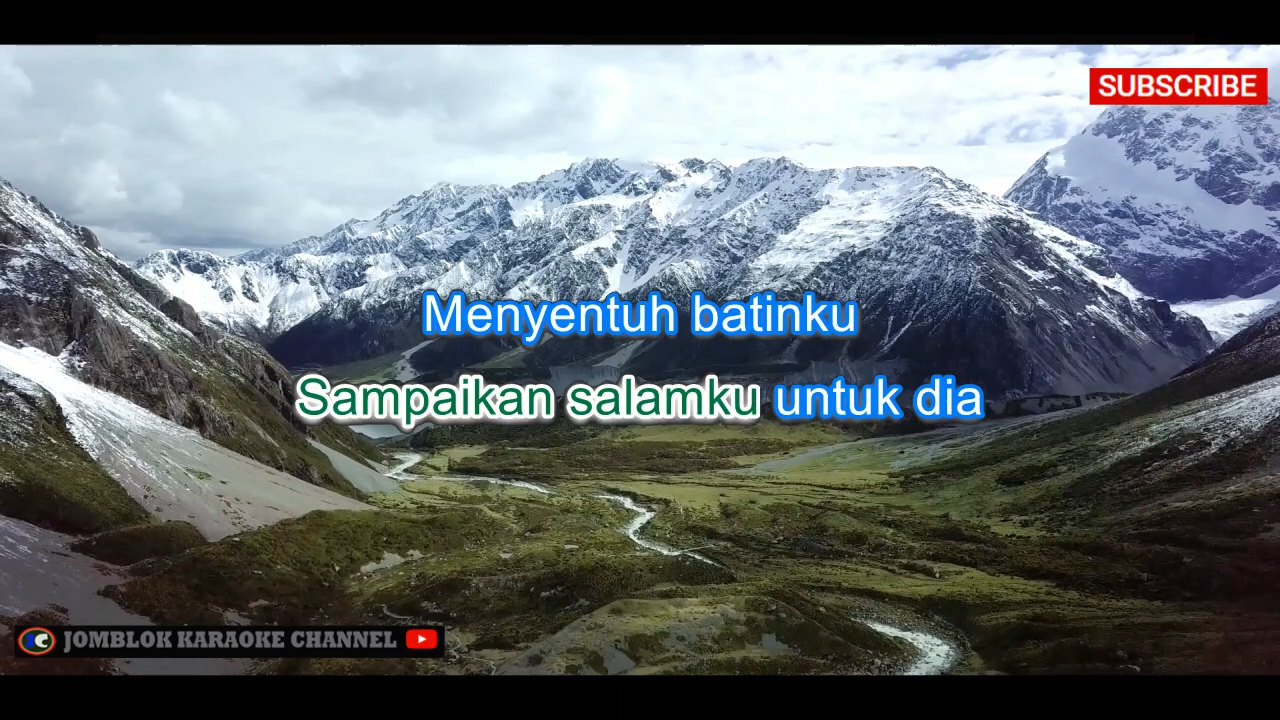 SUBSCRIBE
Menyentuh batinku
Sampaikan salamku untuk dia
JOMBLOK KARAOKE CHANNEL